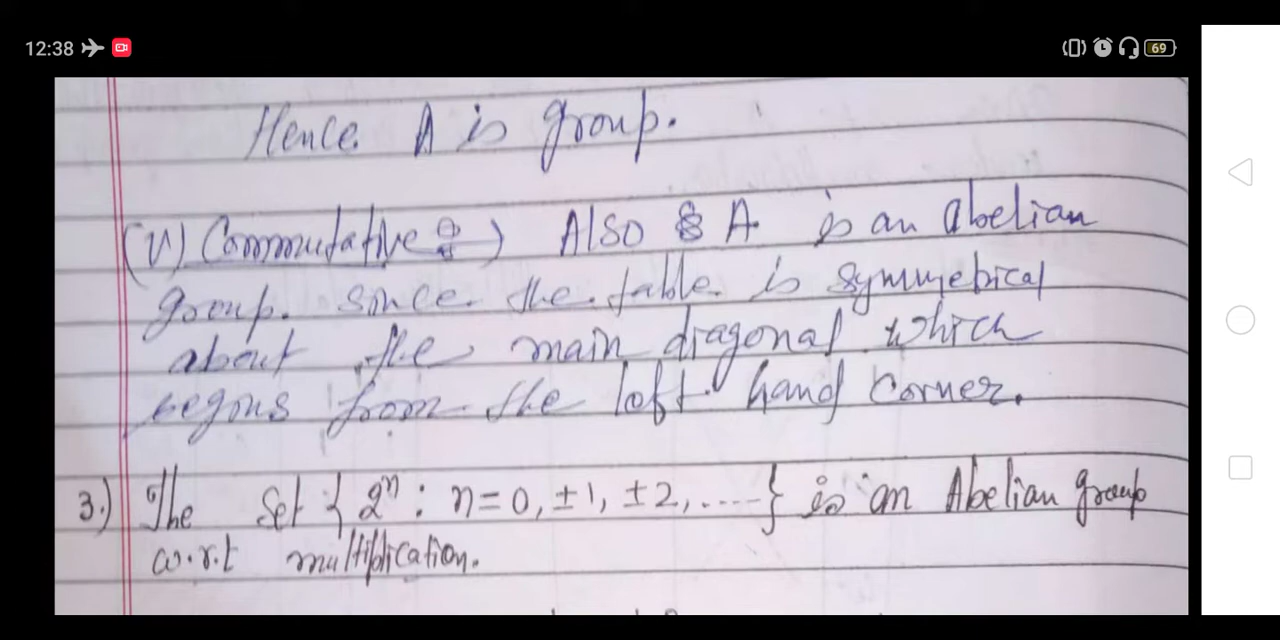 12:38
69
Hence A is group.
(V) Commutative :) Also A is an abelian
group. since the table is symmetrical
about the main diagonal which
begins from the left hand corner.
3.) The Set { 2ⁿ : n = 0, ±1, ±2, ..... } is an Abelian group
w.r.t multiplication.